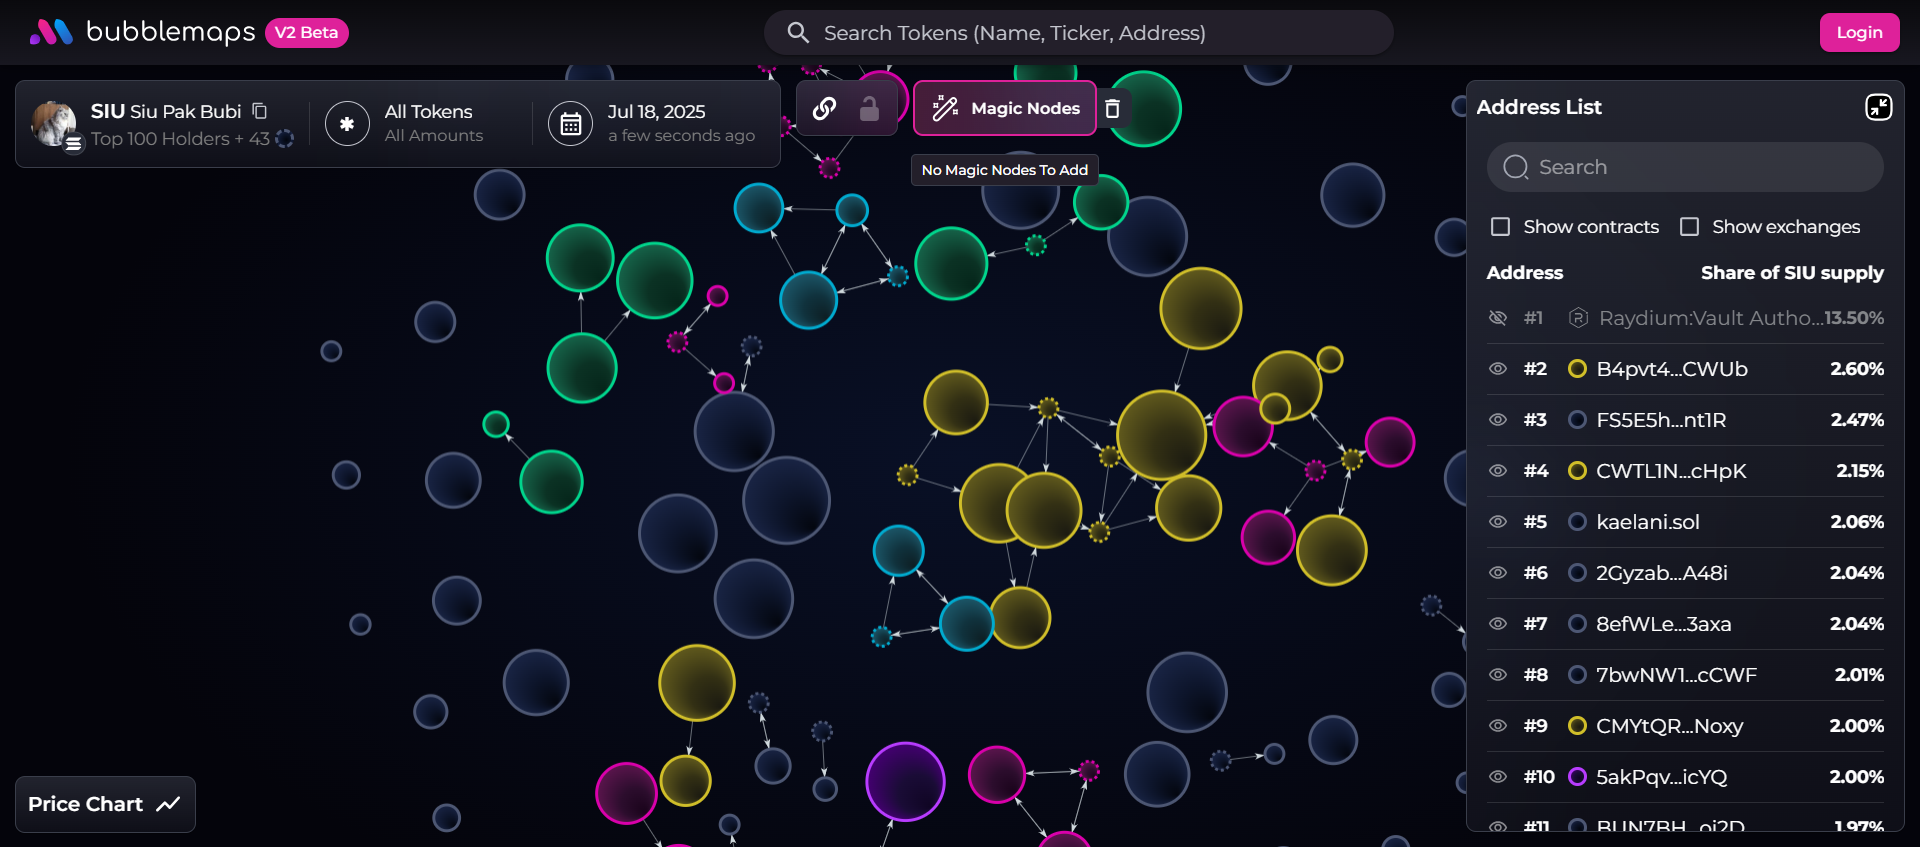 bubblemaps V2 Beta
Search Tokens (Name, Ticker, Address)
Login
SIU Siu Pak Bubi
Top 100 Holders + 43
All Tokens
All Amounts
Jul 18, 2025
a few seconds ago
Magic Nodes
No Magic Nodes To Add
Address List
Search
Show contracts
Show exchanges
Address Share of SIU supply
#1 Raydium:Vault Autho... 13.50%
#2 B4pvt4...CWUb 2.60%
#3 FS5E5h...nt1R 2.47%
#4 CWTL1N...cHpK 2.15%
#5 kaelani.sol 2.06%
#6 2Gyzab...A48i 2.04%
#7 8efWLe...3axa 2.04%
#8 7bwNW1...cCWF 2.01%
#9 CMYtQR...Noxy 2.00%
#10 5akPqv...icYQ 2.00%
#11 1.97%
Price Chart